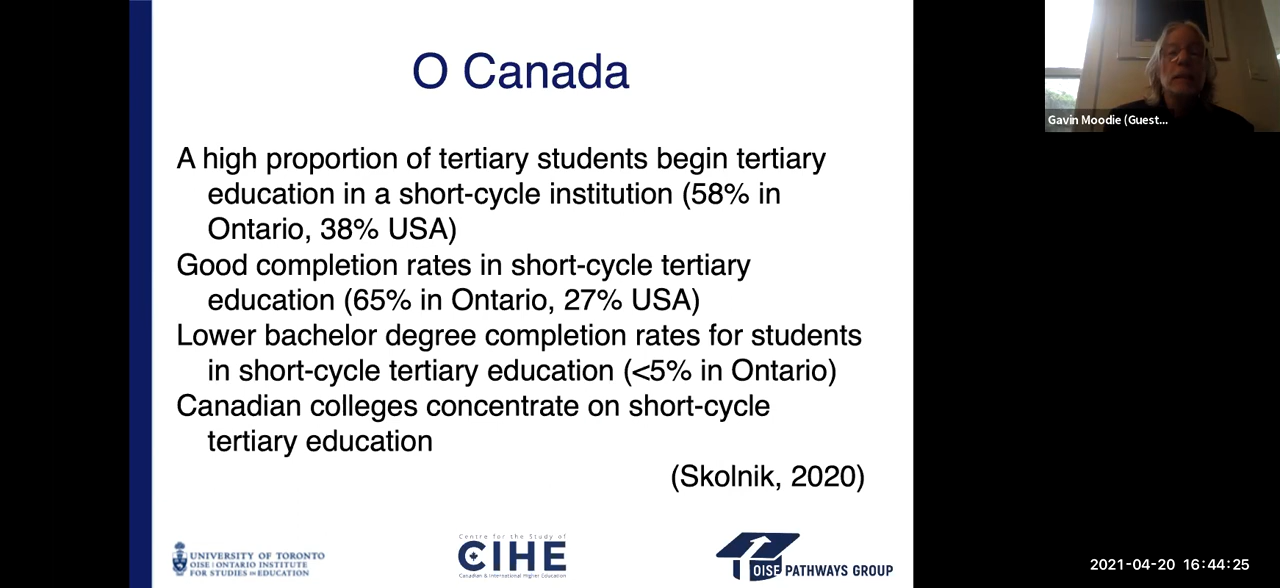 O Canada
A high proportion of tertiary students begin tertiary
education in a short-cycle institution (58% in
Ontario, 38% USA)
Good completion rates in short-cycle tertiary
education (65% in Ontario, 27% USA)
Lower bachelor degree completion rates for students
in short-cycle tertiary education (<5% in Ontario)
Canadian colleges concentrate on short-cycle
tertiary education
(Skolnik, 2020)
UNIVERSITY OF TORONTO
OISE | ONTARIO INSTITUTE
FOR STUDIES IN EDUCATION
Centre for the Study of
CIHE
Canadian & International Higher Education
OISE PATHWAYS GROUP
Gavin Moodie (Guest...
2021-04-20 16:44:25